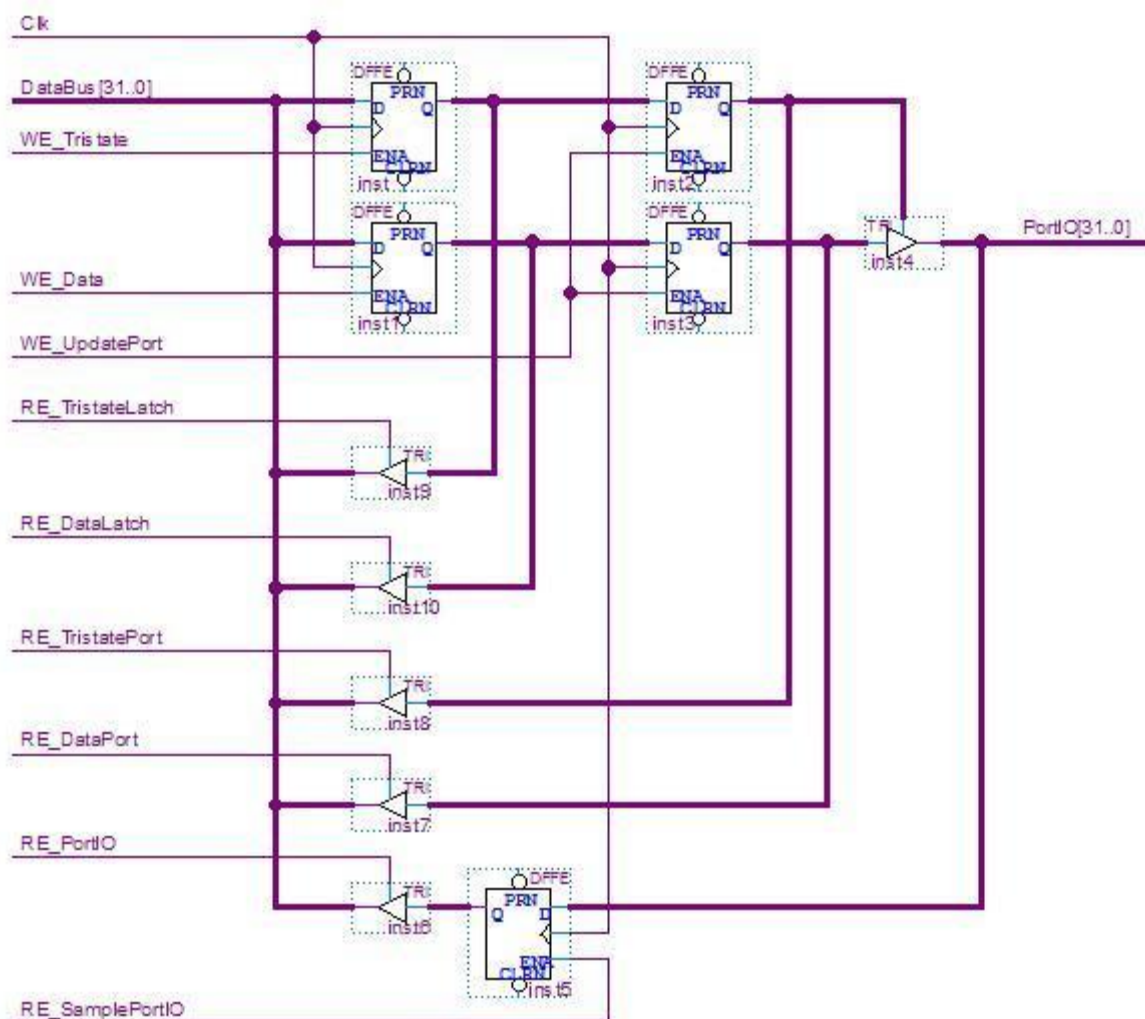 Clk
DataBus[31..0]
WE_Tristate
WE_Data
WE_UpdatePort
RE_TristateLatch
RE_DataLatch
RE_TristatePort
RE_DataPort
RE_PortIO
RE_SamplePortIO
DFFE
PRN
D Q
ENA
CLRN
inst
DFFE
PRN
D Q
ENA
CLRN
inst2
DFFE
PRN
D Q
ENA
CLRN
inst1
DFFE
PRN
D Q
ENA
CLRN
inst3
TRI
inst4
PortIO[31..0]
TRI
inst9
TRI
inst10
TRI
inst8
TRI
inst7
TRI
inst6
DFFE
PRN
Q D
ENA
CLRN
inst5